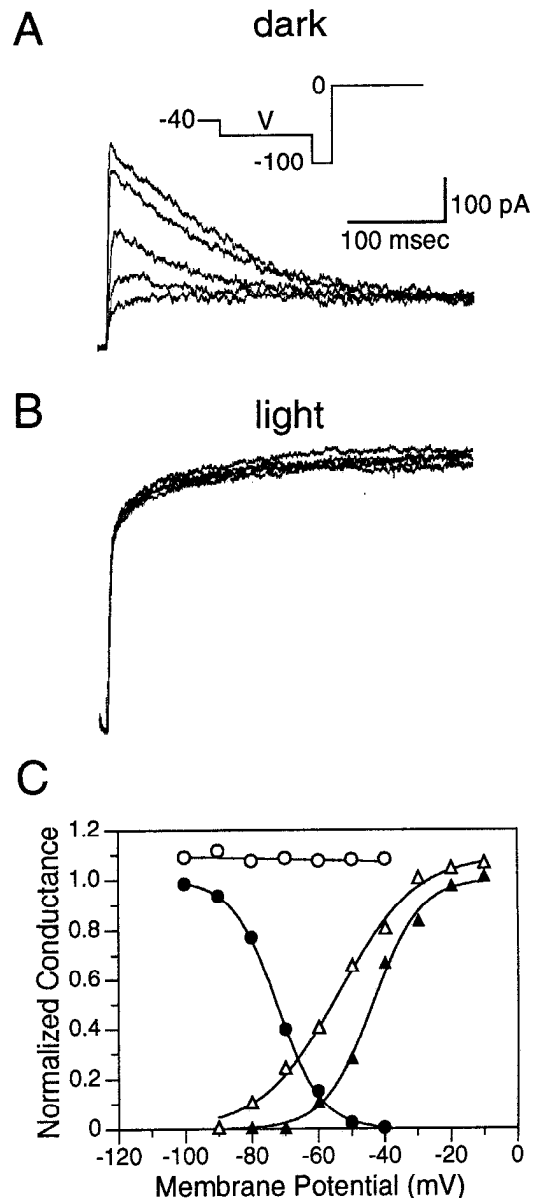 A
dark
0
-40
V
-100
100 pA
100 msec
B
light
C
Normalized Conductance
1.2
1.0
0.8
0.6
0.4
0.2
0
-120 -100 -80 -60 -40 -20 0
Membrane Potential (mV)